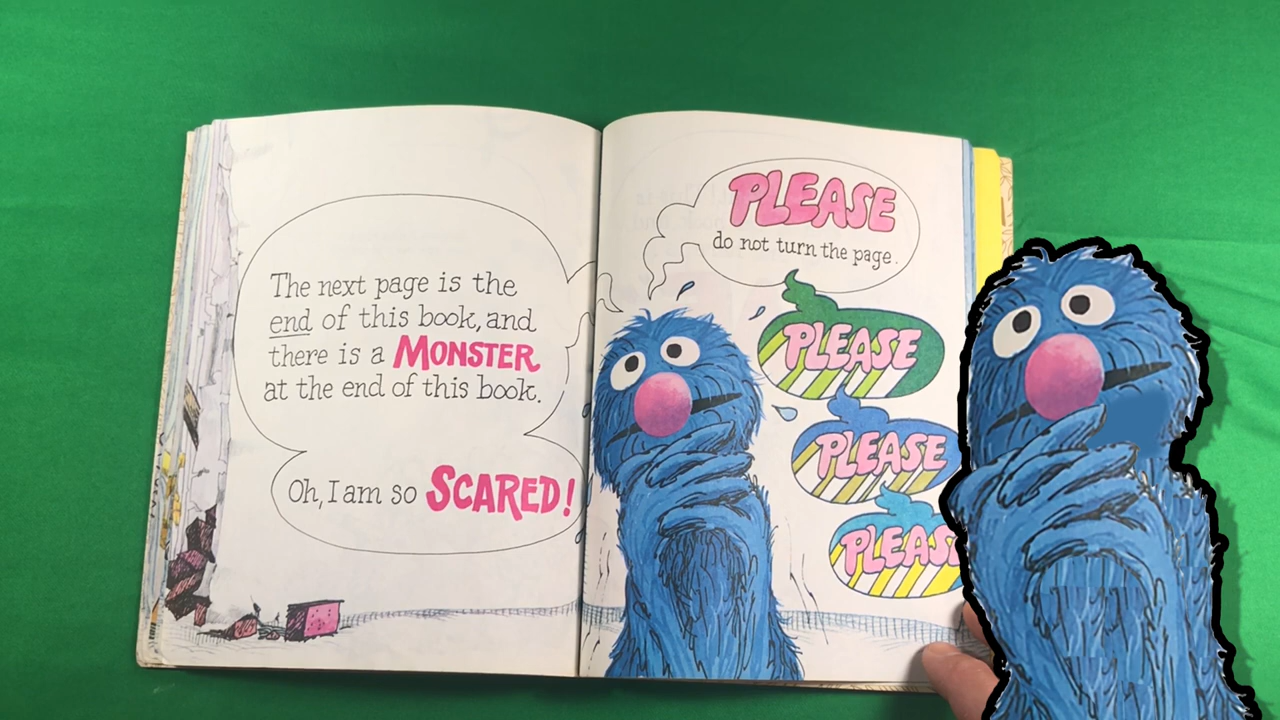 The next page is the
end of this book, and
there is a MONSTER
at the end of this book.
Oh, I am so SCARED!
PLEASE
do not turn the page.
PLEASE
PLEASE
PLEAS